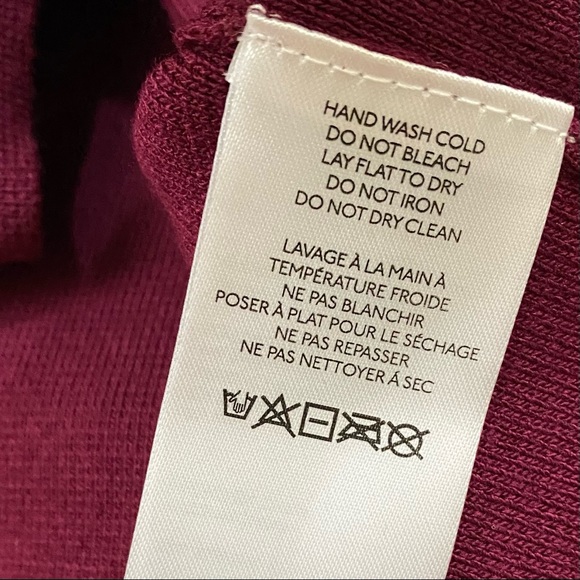 HAND WASH COLD
DO NOT BLEACH
LAY FLAT TO DRY
DO NOT IRON
DO NOT DRY CLEAN
LAVAGE À LA MAIN À
TEMPÉRATURE FROIDE
NE PAS BLANCHIR
POSER À PLAT POUR LE SÉCHAGE
NE PAS REPASSER
NE PAS NETTOYER Á SEC